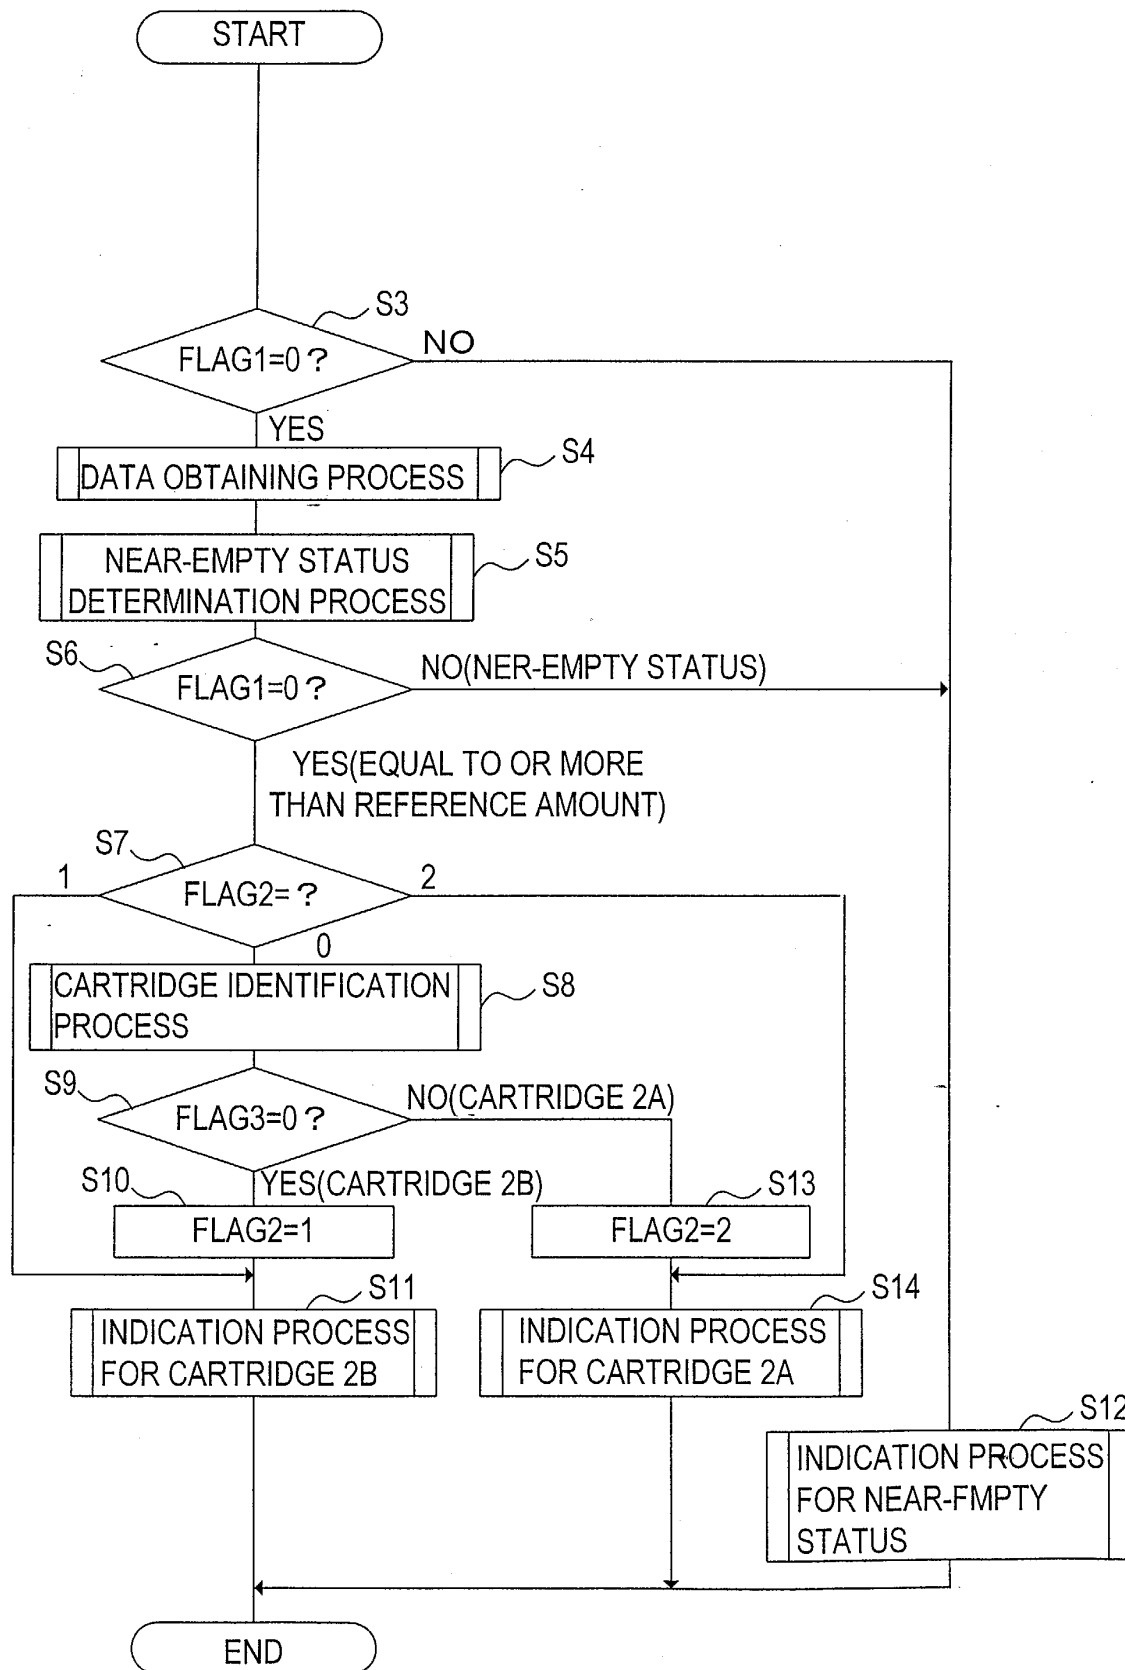 START
S3
FLAG1=0?
NO
YES
S4
DATA OBTAINING PROCESS
S5
NEAR-EMPTY STATUS
DETERMINATION PROCESS
S6
FLAG1=0?
NO(NER-EMPTY STATUS)
YES(EQUAL TO OR MORE
THAN REFERENCE AMOUNT)
S7
1
FLAG2=?
2
0
CARTRIDGE IDENTIFICATION
PROCESS
S8
S9
FLAG3=0?
NO(CARTRIDGE 2A)
S10
YES(CARTRIDGE 2B)
S13
FLAG2=1
FLAG2=2
S11
S14
INDICATION PROCESS
FOR CARTRIDGE 2B
INDICATION PROCESS
FOR CARTRIDGE 2A
S12
INDICATION PROCESS
FOR NEAR-FMPTY
STATUS
END